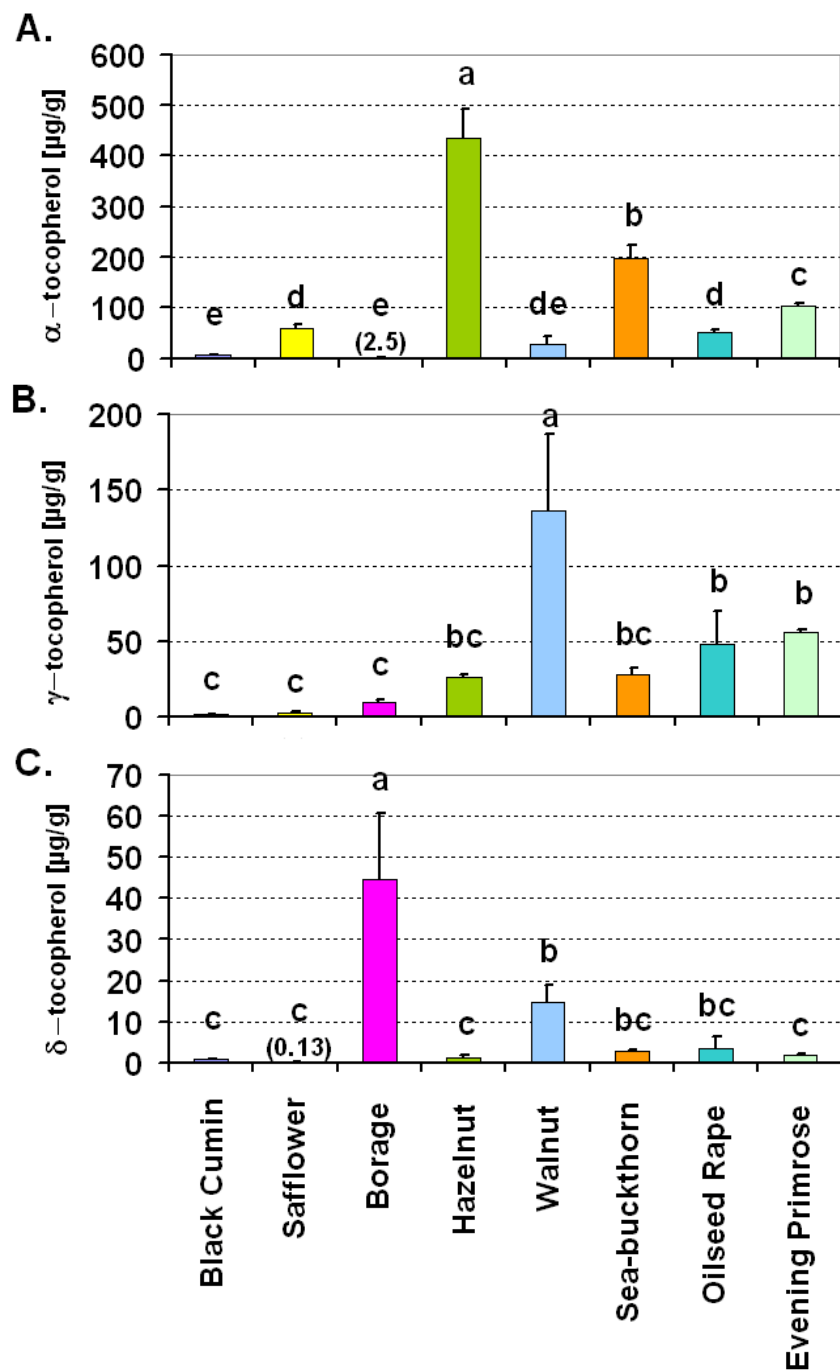 A.
α–tocopherol [µg/g]
600
500
400
300
200
100
0
e
d
e
(2.5)
a
de
b
d
c
B.
γ–tocopherol [µg/g]
200
150
100
50
0
c
c
c
bc
a
bc
b
b
C.
δ–tocopherol [µg/g]
70
60
50
40
30
20
10
0
c
c
(0.13)
a
c
b
bc
bc
c
Black Cumin
Safflower
Borage
Hazelnut
Walnut
Sea-buckthorn
Oilseed Rape
Evening Primrose